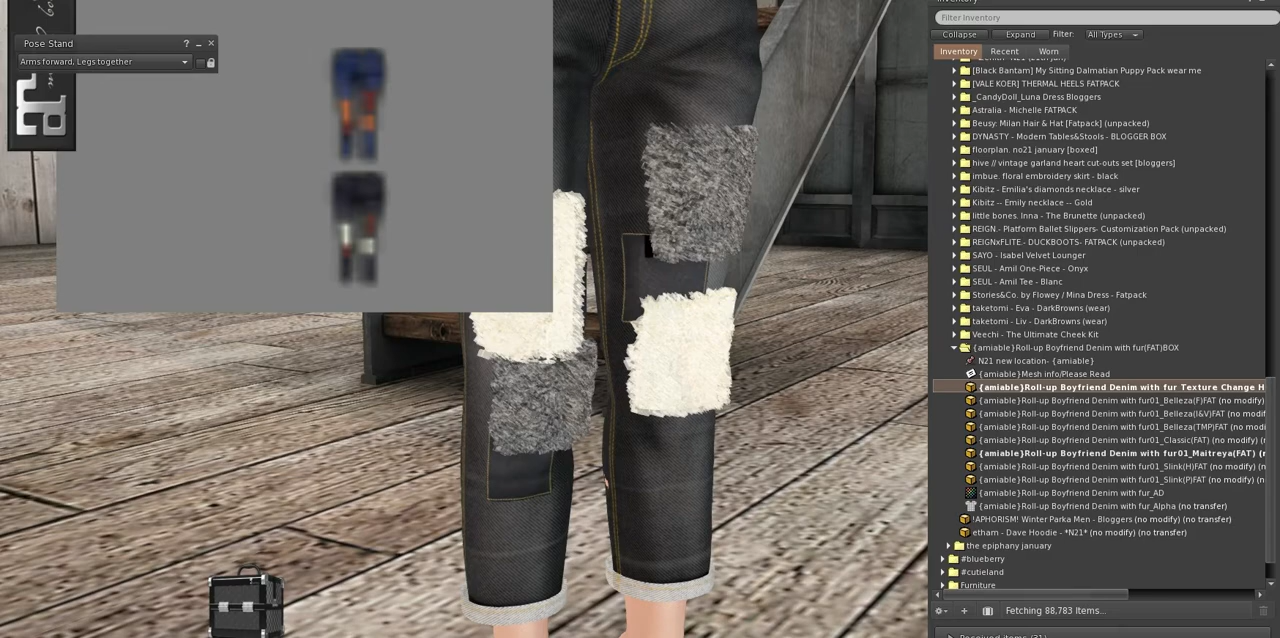 Inventory
Filter Inventory
Collapse
Expand
Filter:
All Types
Inventory
Recent
Worn
[Black Bantam] My Sitting Dalmatian Puppy Pack wear me
[VALE KOER] THERMAL HEELS FATPACK
_CandyDoll_Luna Dress Bloggers
Astralia - Michelle FATPACK
Beusy: Milan Hair & Hat [Fatpack] (unpacked)
DYNASTY - Modern Tables&Stools - BLOGGER BOX
floorplan. no21 january [boxed]
hive // vintage garland heart cut-outs set [bloggers]
imbue. floral embroidery skirt - black
Kibitz - Emilia's diamonds necklace - silver
Kibitz -- Emily necklace -- Gold
little bones. Inna - The Brunette (unpacked)
REIGN.- Platform Ballet Slippers- Customization Pack (unpacked)
REIGNxFLITE.- DUCKBOOTS- FATPACK (unpacked)
SAYO - Isabel Velvet Lounger
SEUL - Amil One-Piece - Onyx
SEUL - Amil Tee - Blanc
Stories&Co. by Flowey / Mina Dress - Fatpack
taketomi - Eva - DarkBrowns (wear)
taketomi - Liv - DarkBrowns (wear)
Veechi - The Ultimate Cheek Kit
{amiable}Roll-up Boyfriend Denim with fur(FAT)BOX
N21 new location- {amiable}
{amiable}Mesh info/Please Read
{amiable}Roll-up Boyfriend Denim with fur Texture Change H
{amiable}Roll-up Boyfriend Denim with fur01_Belleza(F)FAT (no modify) (
{amiable}Roll-up Boyfriend Denim with fur01_Belleza(I&V)FAT (no modif
{amiable}Roll-up Boyfriend Denim with fur01_Belleza(TMP)FAT (no modi
{amiable}Roll-up Boyfriend Denim with fur01_Classic(FAT) (no modify) (
{amiable}Roll-up Boyfriend Denim with fur01_Maitreya(FAT) (
{amiable}Roll-up Boyfriend Denim with fur01_Slink(H)FAT (no modify) (
{amiable}Roll-up Boyfriend Denim with fur01_Slink(P)FAT (no modify) (
{amiable}Roll-up Boyfriend Denim with fur_AD
{amiable}Roll-up Boyfriend Denim with fur_Alpha (no transfer)
!APHORISM! Winter Parka Men - Bloggers (no modify) (no transfer)
etham - Dave Hoodie - *N21* (no modify) (no transfer)
the epiphany january
#blueberry
#cutieland
Furniture
Fetching 88,783 Items...
Received items (31)
Pose Stand
?
Arms forward, Legs together